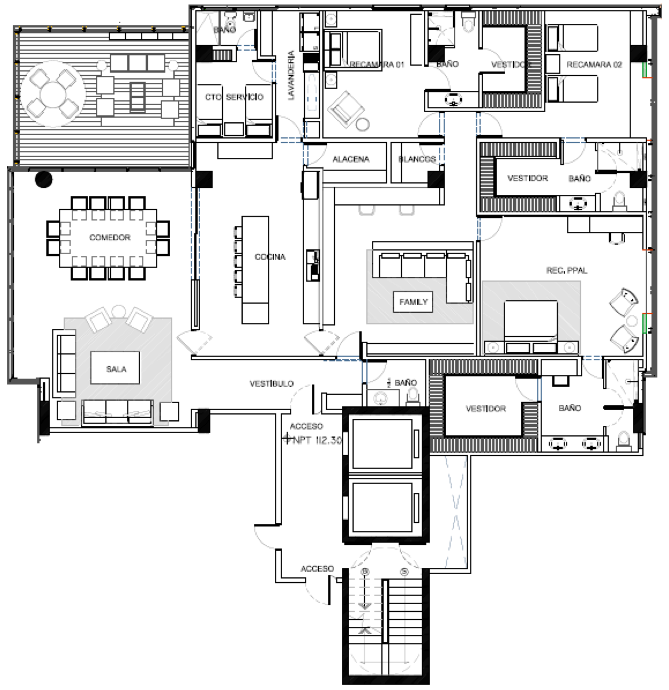 BAÑO
LAVANDERIA
RECAMARA 01
BAÑO
VESTIDOR
RECAMARA 02
CTO SERVICIO
ALACENA
BLANCOS
VESTIDOR
BAÑO
COMEDOR
COCINA
REC. PPAL
FAMILY
SALA
VESTÍBULO
BAÑO
VESTIDOR
BAÑO
ACCESO
NPT 112.30
ACCESO